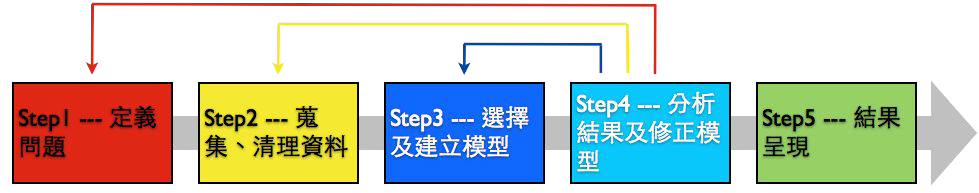 Step1 --- 定義
問題
Step2 --- 蒐
集、清理資料
Step3 --- 選擇
及建立模型
Step4 --- 分析
結果及修正模
型
Step5 --- 結果
呈現